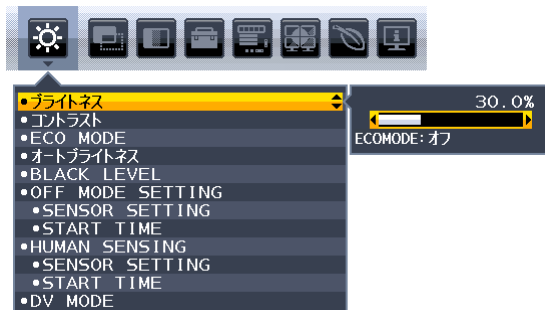 •ブライトネス
30.0%
•コントラスト
•ECO MODE
ECOMODE:オフ
•オートブライトネス
•BLACK LEVEL
•OFF MODE SETTING
•SENSOR SETTING
•START TIME
•HUMAN SENSING
•SENSOR SETTING
•START TIME
•DV MODE